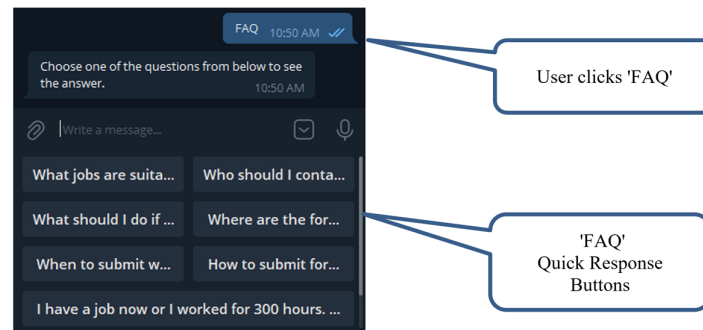 FAQ 10:50 AM
Choose one of the questions from below to see
the answer.
10:50 AM
Write a message...
What jobs are suita...
Who should I conta...
What should I do if ...
Where are the for...
When to submit w...
How to submit for...
I have a job now or I worked for 300 hours. ...
User clicks 'FAQ'
'FAQ'
Quick Response
Buttons